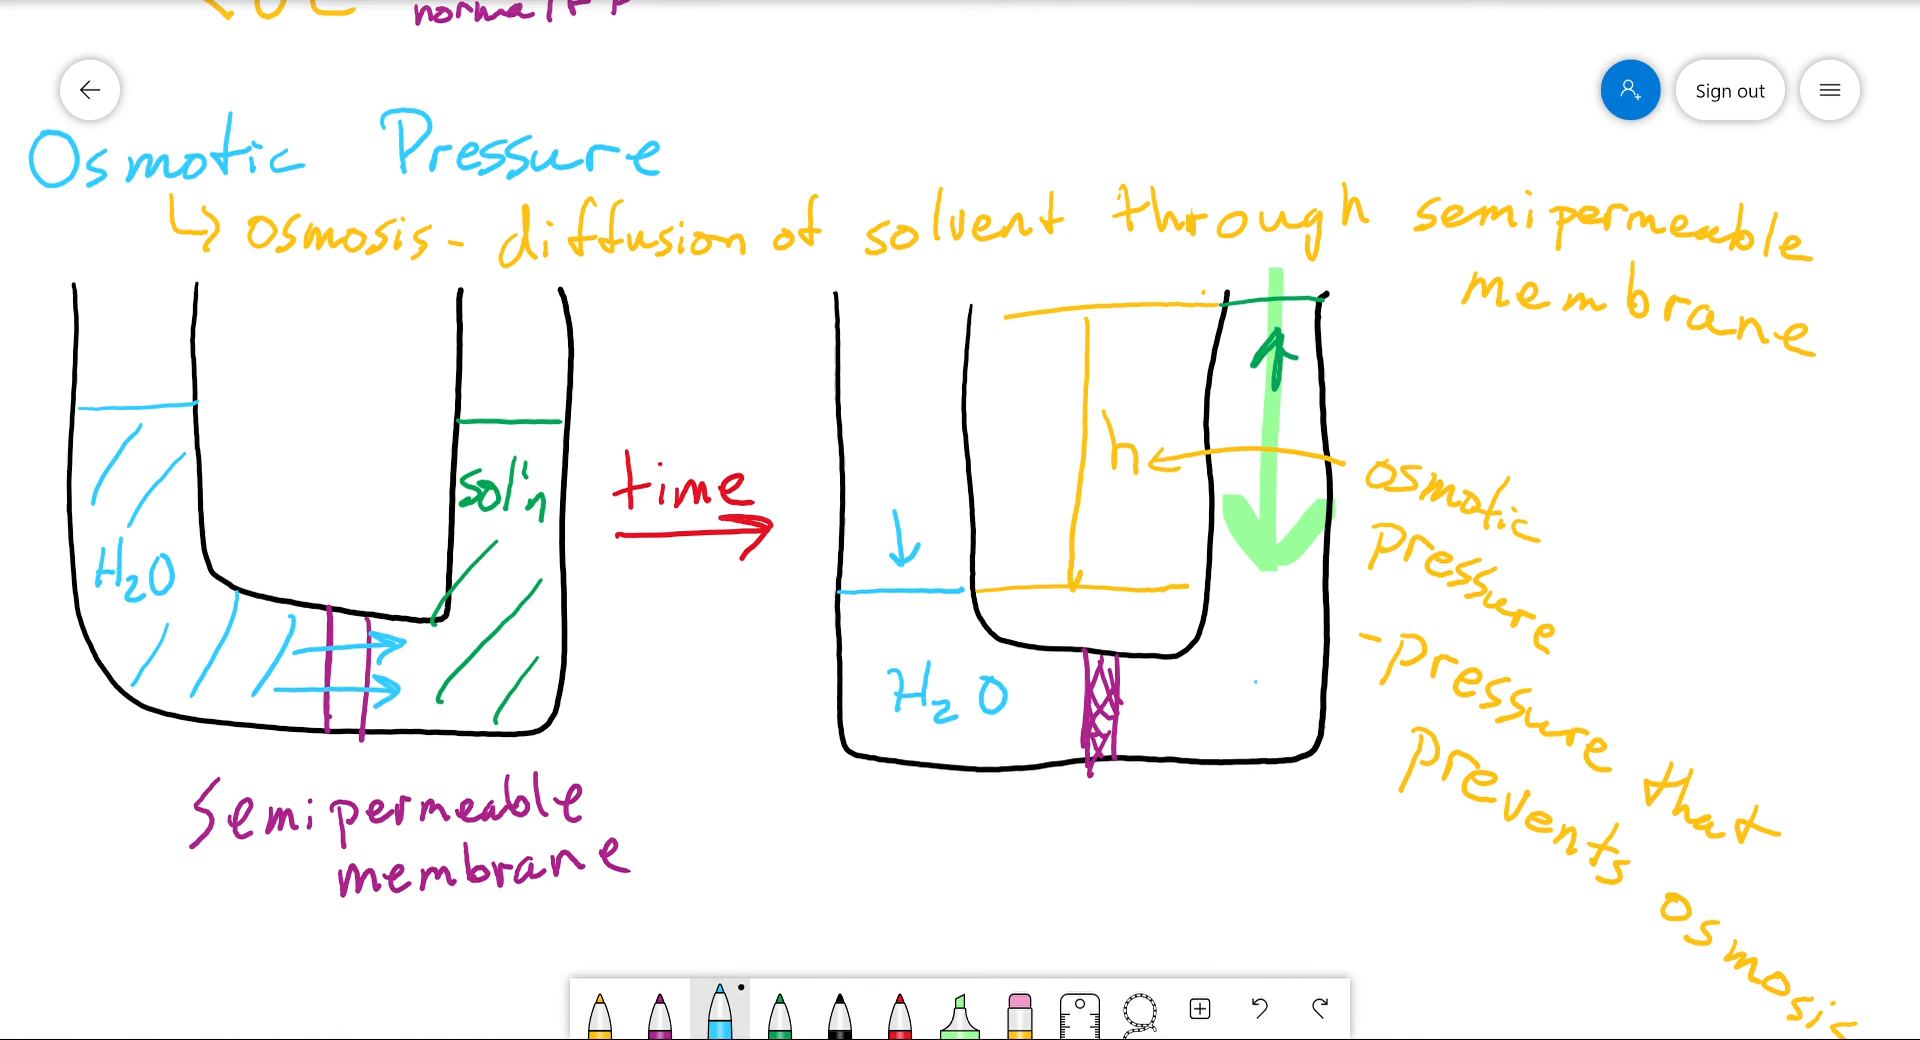 Sign out
Osmotic Pressure
↳ osmosis - diffusion of solvent through semipermeable
membrane
sol'n
time
H₂O
h
osmotic
pressure
- pressure that
prevents osmosis
H₂O
Semipermeable
membrane